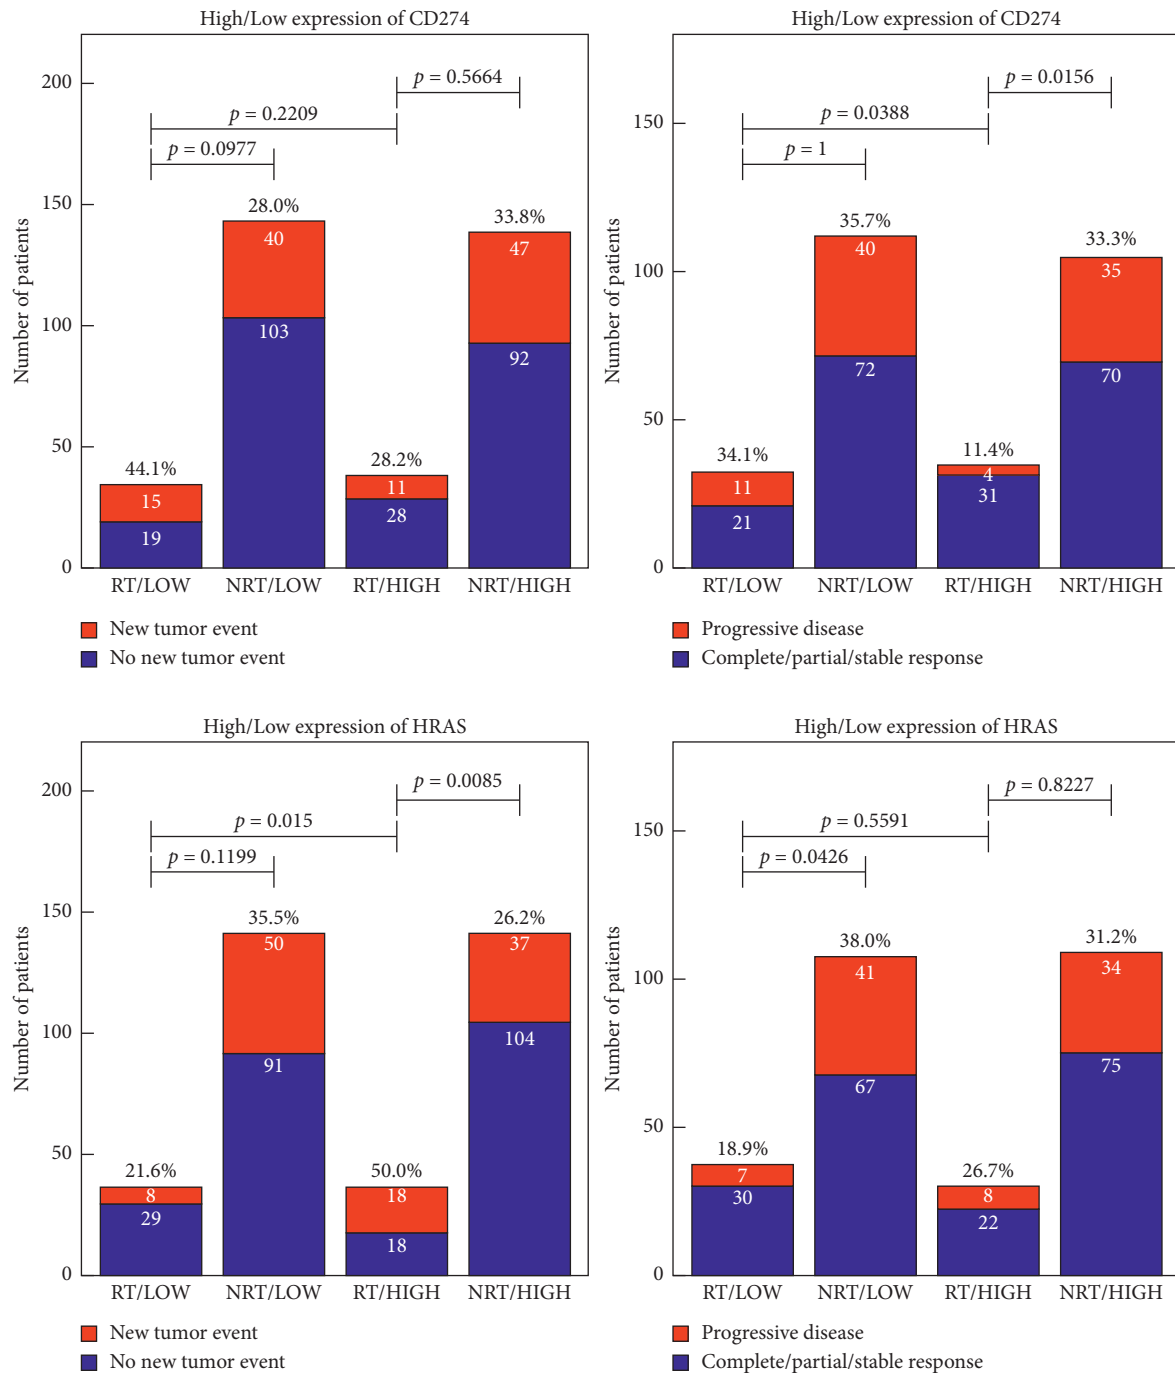 High/Low expression of CD274
Number of patients
200
150
100
50
0
p = 0.5664
p = 0.2209
p = 0.0977
44.1%
15
19
28.0%
40
103
28.2%
11
28
33.8%
47
92
RT/LOW NRT/LOW RT/HIGH NRT/HIGH
New tumor event
No new tumor event
High/Low expression of CD274
Number of patients
150
100
50
0
p = 0.0156
p = 0.0388
p = 1
34.1%
11
21
35.7%
40
72
11.4%
4
31
33.3%
35
70
RT/LOW NRT/LOW RT/HIGH NRT/HIGH
Progressive disease
Complete/partial/stable response
High/Low expression of HRAS
Number of patients
200
150
100
50
0
p = 0.0085
p = 0.015
p = 0.1199
21.6%
8
29
35.5%
50
91
50.0%
18
18
26.2%
37
104
RT/LOW NRT/LOW RT/HIGH NRT/HIGH
New tumor event
No new tumor event
High/Low expression of HRAS
Number of patients
150
100
50
0
p = 0.8227
p = 0.5591
p = 0.0426
18.9%
7
30
38.0%
41
67
26.7%
8
22
31.2%
34
75
RT/LOW NRT/LOW RT/HIGH NRT/HIGH
Progressive disease
Complete/partial/stable response